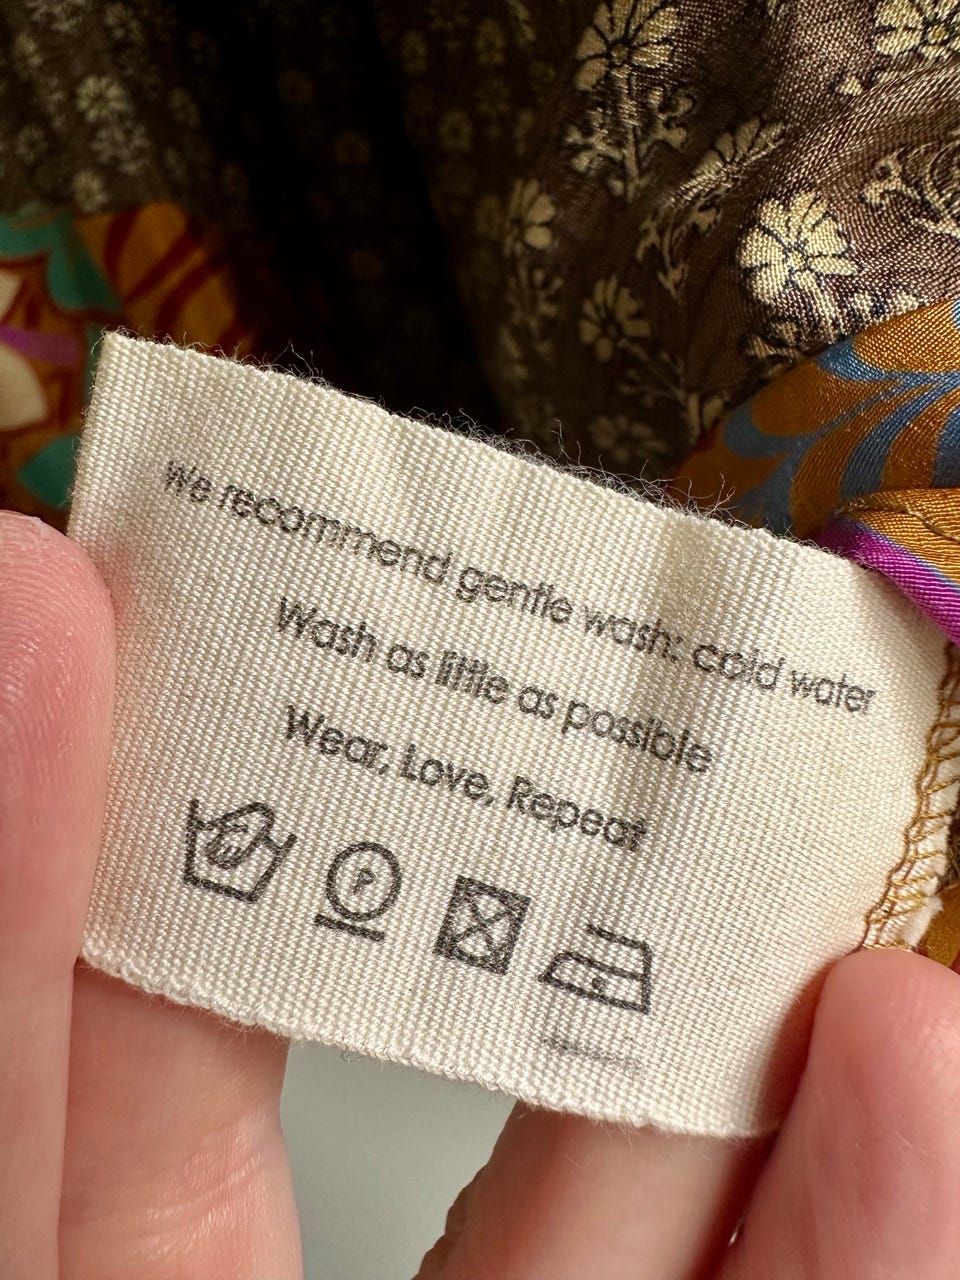 We recommend gentle wash: cold water
Wash as little as possible
Wear, Love, Repeat
P